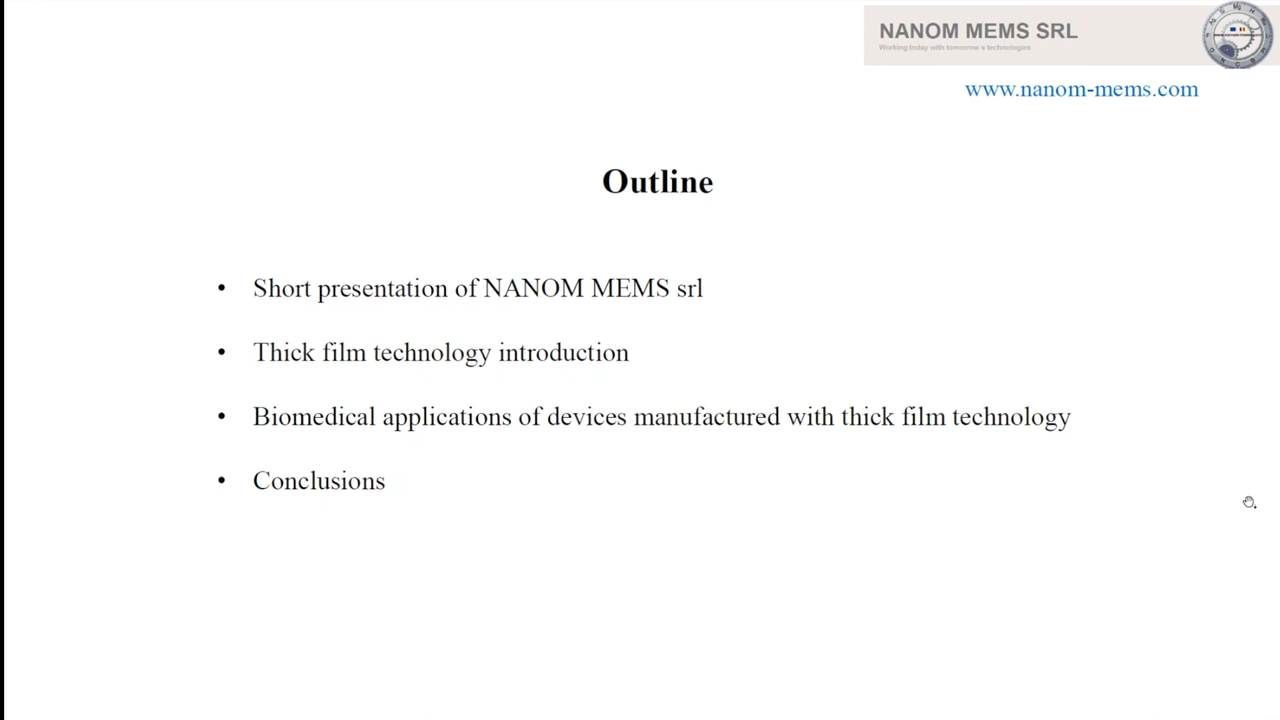 NANOM MEMS SRL
Working today with tomorrow's technologies
www.nanom-mems.com
Outline
• Short presentation of NANOM MEMS srl
• Thick film technology introduction
• Biomedical applications of devices manufactured with thick film technology
• Conclusions